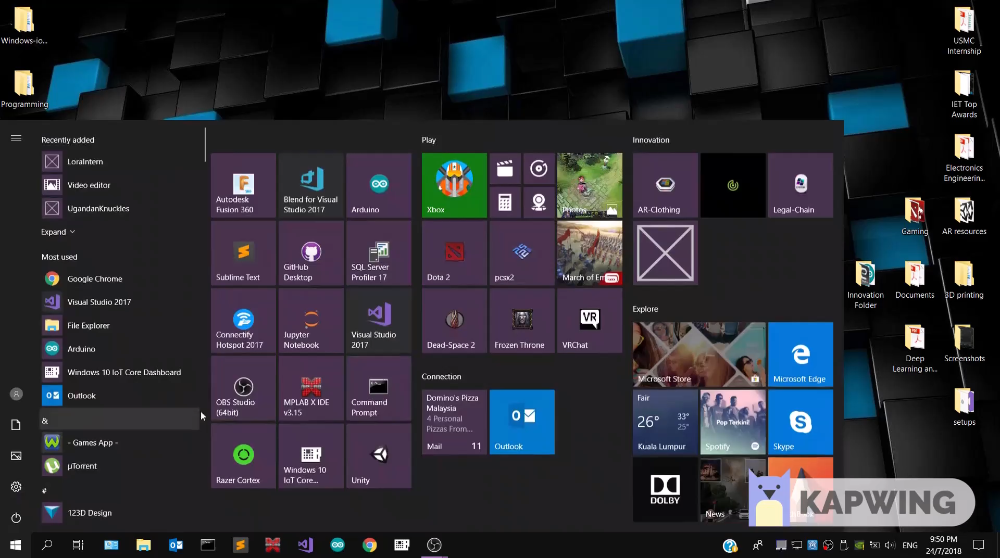 Windows-io...
Programming
USMC
Internship
IET Top
Awards
Electronics
Engineerin...
Gaming
AR resources
Innovation
Folder
Documents
3D printing
Deep
Learning an...
Screenshots
setups
Recently added
LoraIntern
Video editor
UgandanKnuckles
Expand
Most used
Google Chrome
Visual Studio 2017
File Explorer
Arduino
Windows 10 IoT Core Dashboard
Outlook
&
- Games App -
µTorrent
#
123D Design
Autodesk
Fusion 360
Blend for Visual
Studio 2017
Arduino
Sublime Text
GitHub
Desktop
SQL Server
Profiler 17
Connectify
Hotspot 2017
Jupyter
Notebook
Visual Studio
2017
OBS Studio
(64bit)
MPLAB X IDE
v3.15
Command
Prompt
Razer Cortex
Windows 10
IoT Core...
Unity
Play
Xbox
Photos
Dota 2
pcsx2
March of Em
Dead-Space 2
Frozen Throne
VR
VRChat
Connection
Domino's Pizza
Malaysia
4 Personal
Pizzas From...
Mail 11
Outlook
Innovation
AR-Clothing
Legal-Chain
Explore
Microsoft Store
Microsoft Edge
Fair
26° 33°
25°
Kuala Lumpur
Pop Terkini!
Spotify
Skype
DOLBY
News
KAPWING
ENG
9:50 PM
24/7/2018